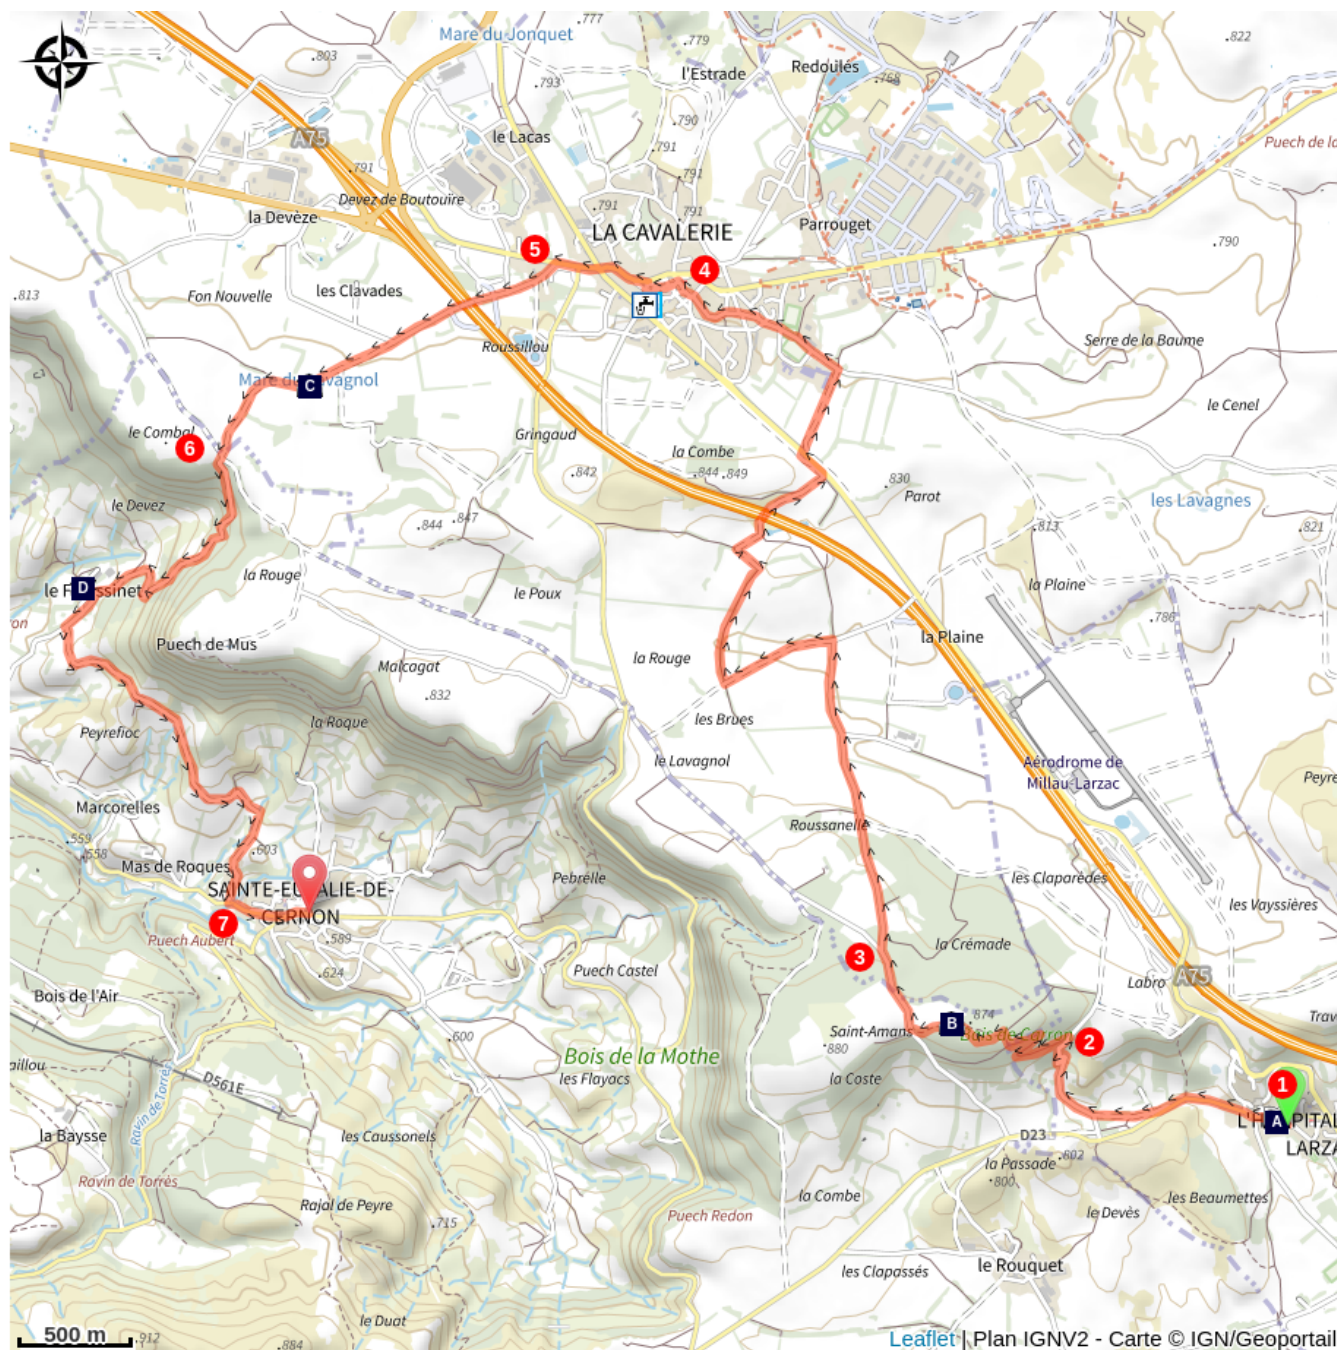 Mare du Jonquet
.777
.779
.822
.803
l'Estrade
Redoulès
.768
.793
A75
le Lacas
.790
Puech de la
.791
.791
.791
Devez de Boutouire
.791
.791
la Devèze
LA CAVALERIE
Parrouget
.790
5
4
.813
Fon Nouvelle
les Clavades
Roussillou
Serre de la Baume
C
le Cenel
le Combal
6
Gringaud
la Combe
.842
.844
.849
.830
Parot
les Lavagnes
le Devez
.844
.847
.813
.821
la Rouge
le Poux
la Plaine
D
.786
Puech de Mus
la Plaine
la Rouge
Malcagat
.832
la Roque
les Brues
Peyrefioc
le Lavagnol
Aérodrome de
Millau-Larzac
Peyre
Marcorelles
Roussanelle
.559
.558
.603
Mas de Roques
SAINTE-EULALIE-DE-
CERNON
Pebrelle
les Claparèdes
les Vayssières
7
Puech Aubert
.589
la Crémade
3
.624
Puech Castel
A75
Bois de l'Air
Labro
.874
B
Saint-Amans
Bois de Carron
2
.600
.880
Bois de la Mothe
les Flayacs
la Coste
D561E
1
A
Ravin de Torrès
la Baysse
les Caussonels
D23
LARZA
la Passade
.802
.800
Ravin de Torrès
Rajal de Peyre
.715
la Combe
les Beaumettes
le Devès
Puech Redon
les Clapassés
le Rouquet
le Duat
500 m
.912
.884
Leaflet | Plan IGNV2 - Carte © IGN/Geoportail